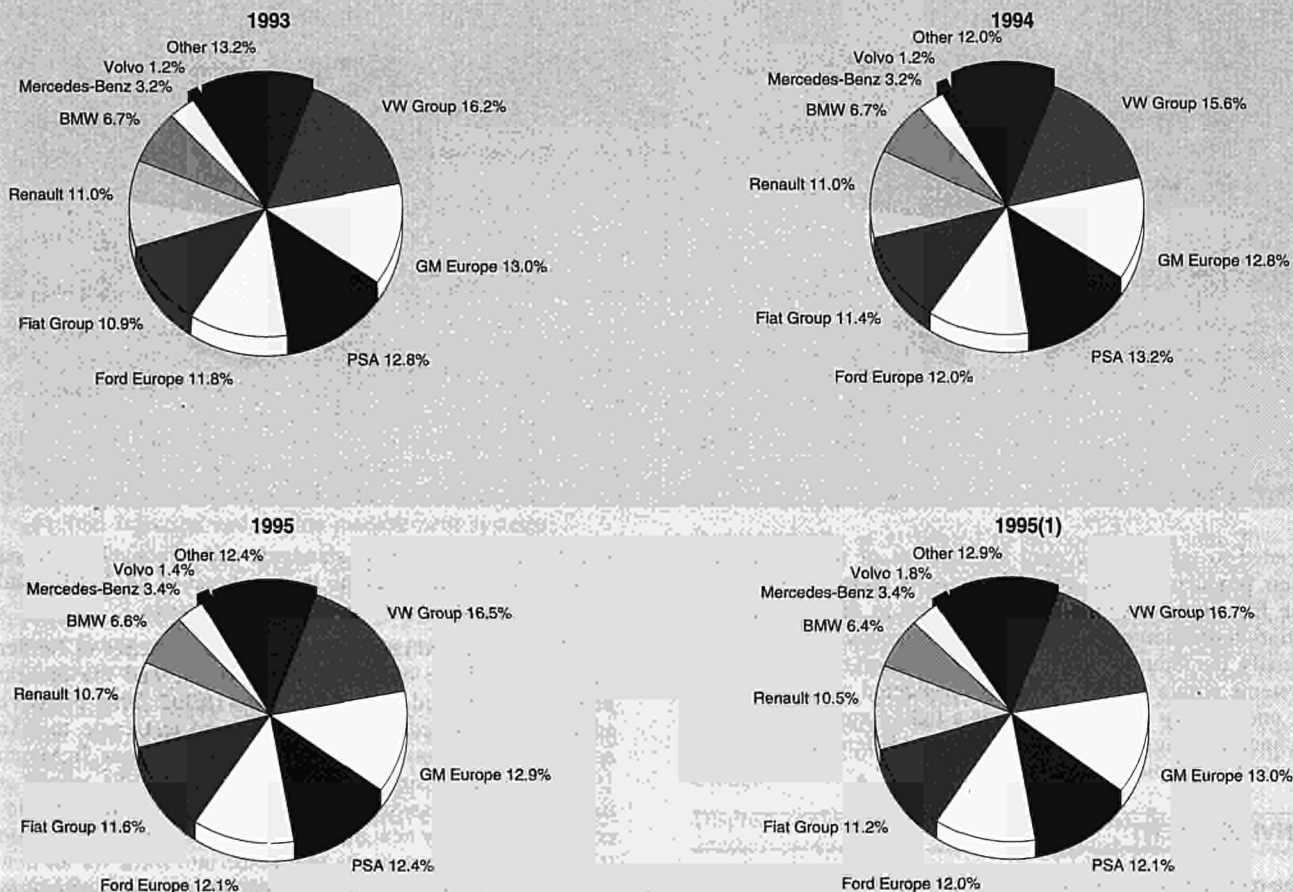 1993
Other 13.2%
Volvo 1.2%
Mercedes-Benz 3.2%
BMW 6.7%
Renault 11.0%
Fiat Group 10.9%
Ford Europe 11.8%
PSA 12.8%
GM Europe 13.0%
VW Group 16.2%
1994
Other 12.0%
Volvo 1.2%
Mercedes-Benz 3.2%
BMW 6.7%
Renault 11.0%
Fiat Group 11.4%
Ford Europe 12.0%
PSA 13.2%
GM Europe 12.8%
VW Group 15.6%
1995
Other 12.4%
Volvo 1.4%
Mercedes-Benz 3.4%
BMW 6.6%
Renault 10.7%
Fiat Group 11.6%
Ford Europe 12.1%
PSA 12.4%
GM Europe 12.9%
VW Group 16.5%
1995(1)
Other 12.9%
Volvo 1.8%
Mercedes-Benz 3.4%
BMW 6.4%
Renault 10.5%
Fiat Group 11.2%
Ford Europe 12.0%
PSA 12.1%
GM Europe 13.0%
VW Group 16.7%